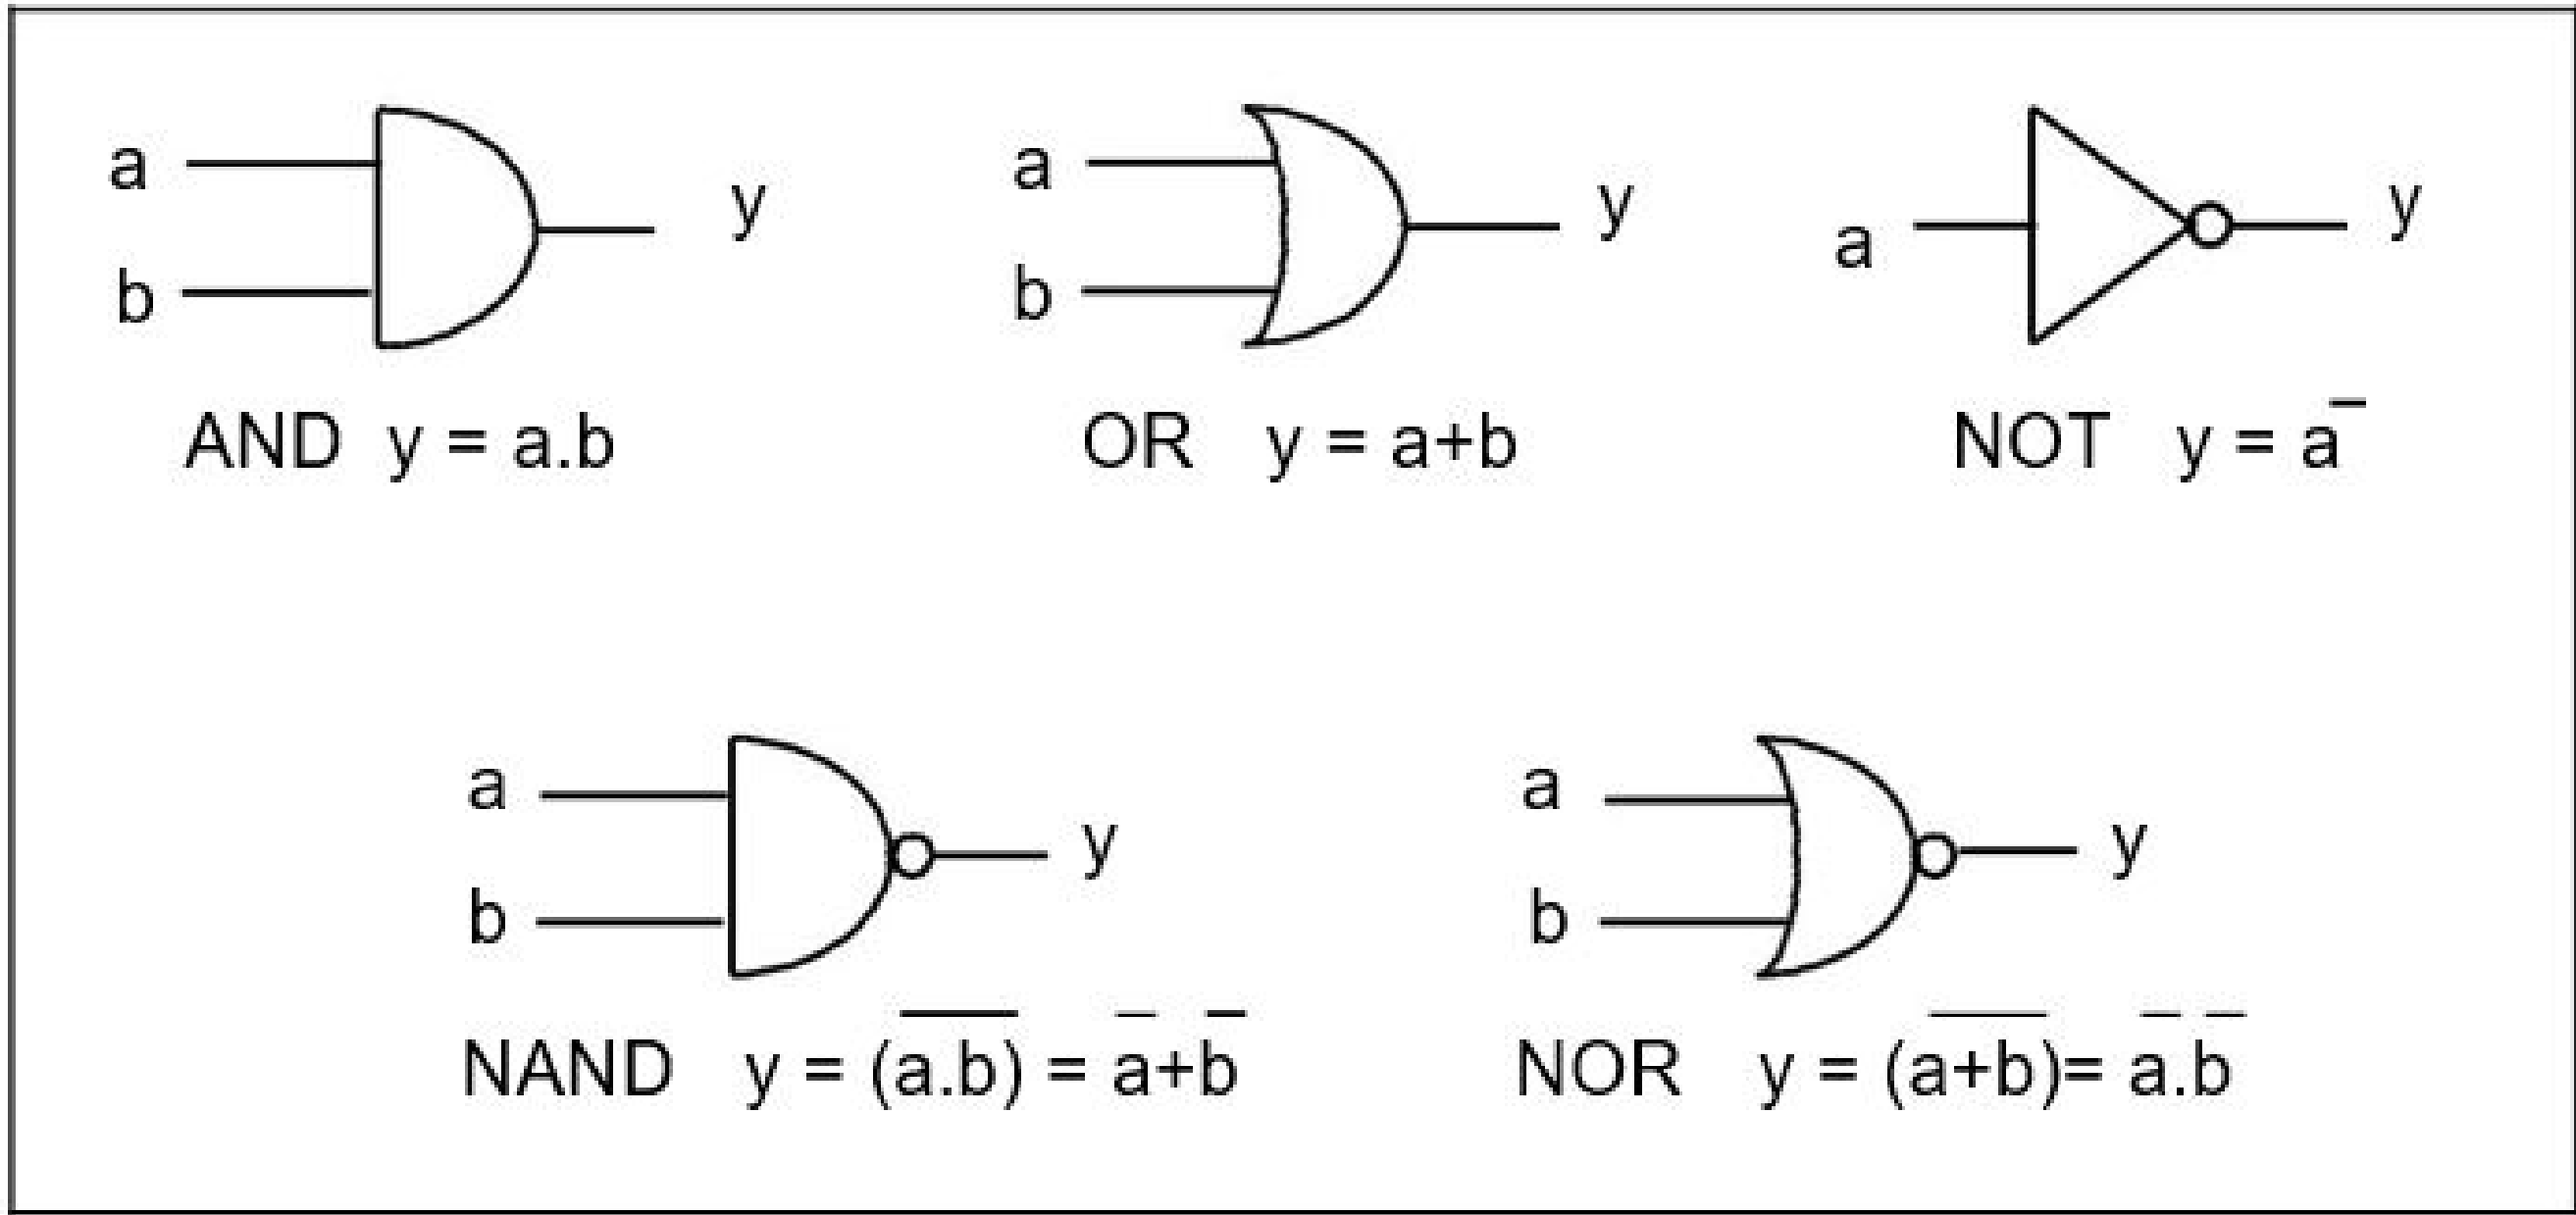 a
b
y
AND y = a.b
a
b
y
OR y = a+b
a
y
NOT y = a̅
a
b
y
NAND y = (a̅.̅b̅) = a̅+b̅
a
b
y
NOR y = (a̅+̅b̅)= a̅.b̅